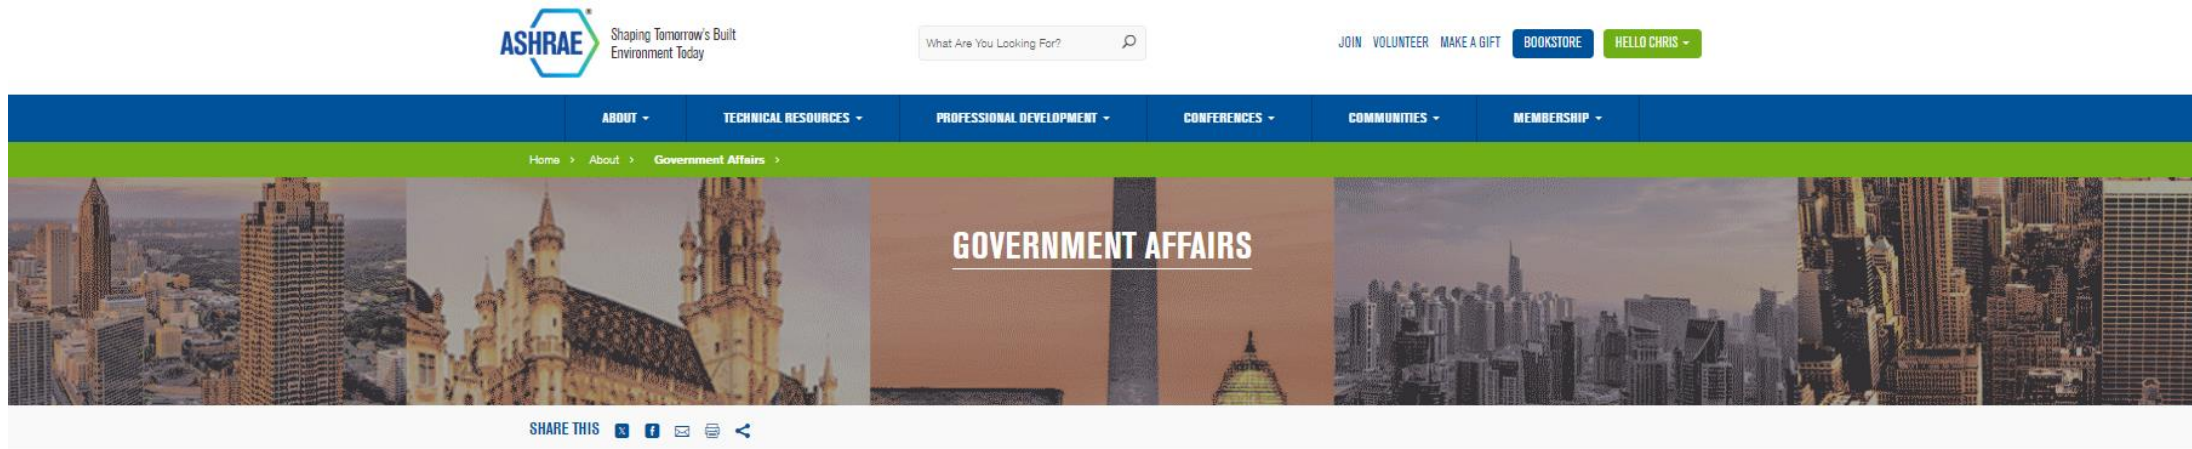 ASHRAE
Shaping Tomorrow's Built
Environment Today
What Are You Looking For?
JOIN VOLUNTEER MAKE A GIFT BOOKSTORE HELLO CHRIS
ABOUT TECHNICAL RESOURCES PROFESSIONAL DEVELOPMENT CONFERENCES COMMUNITIES MEMBERSHIP
Home > About > Government Affairs >
GOVERNMENT AFFAIRS
SHARE THIS